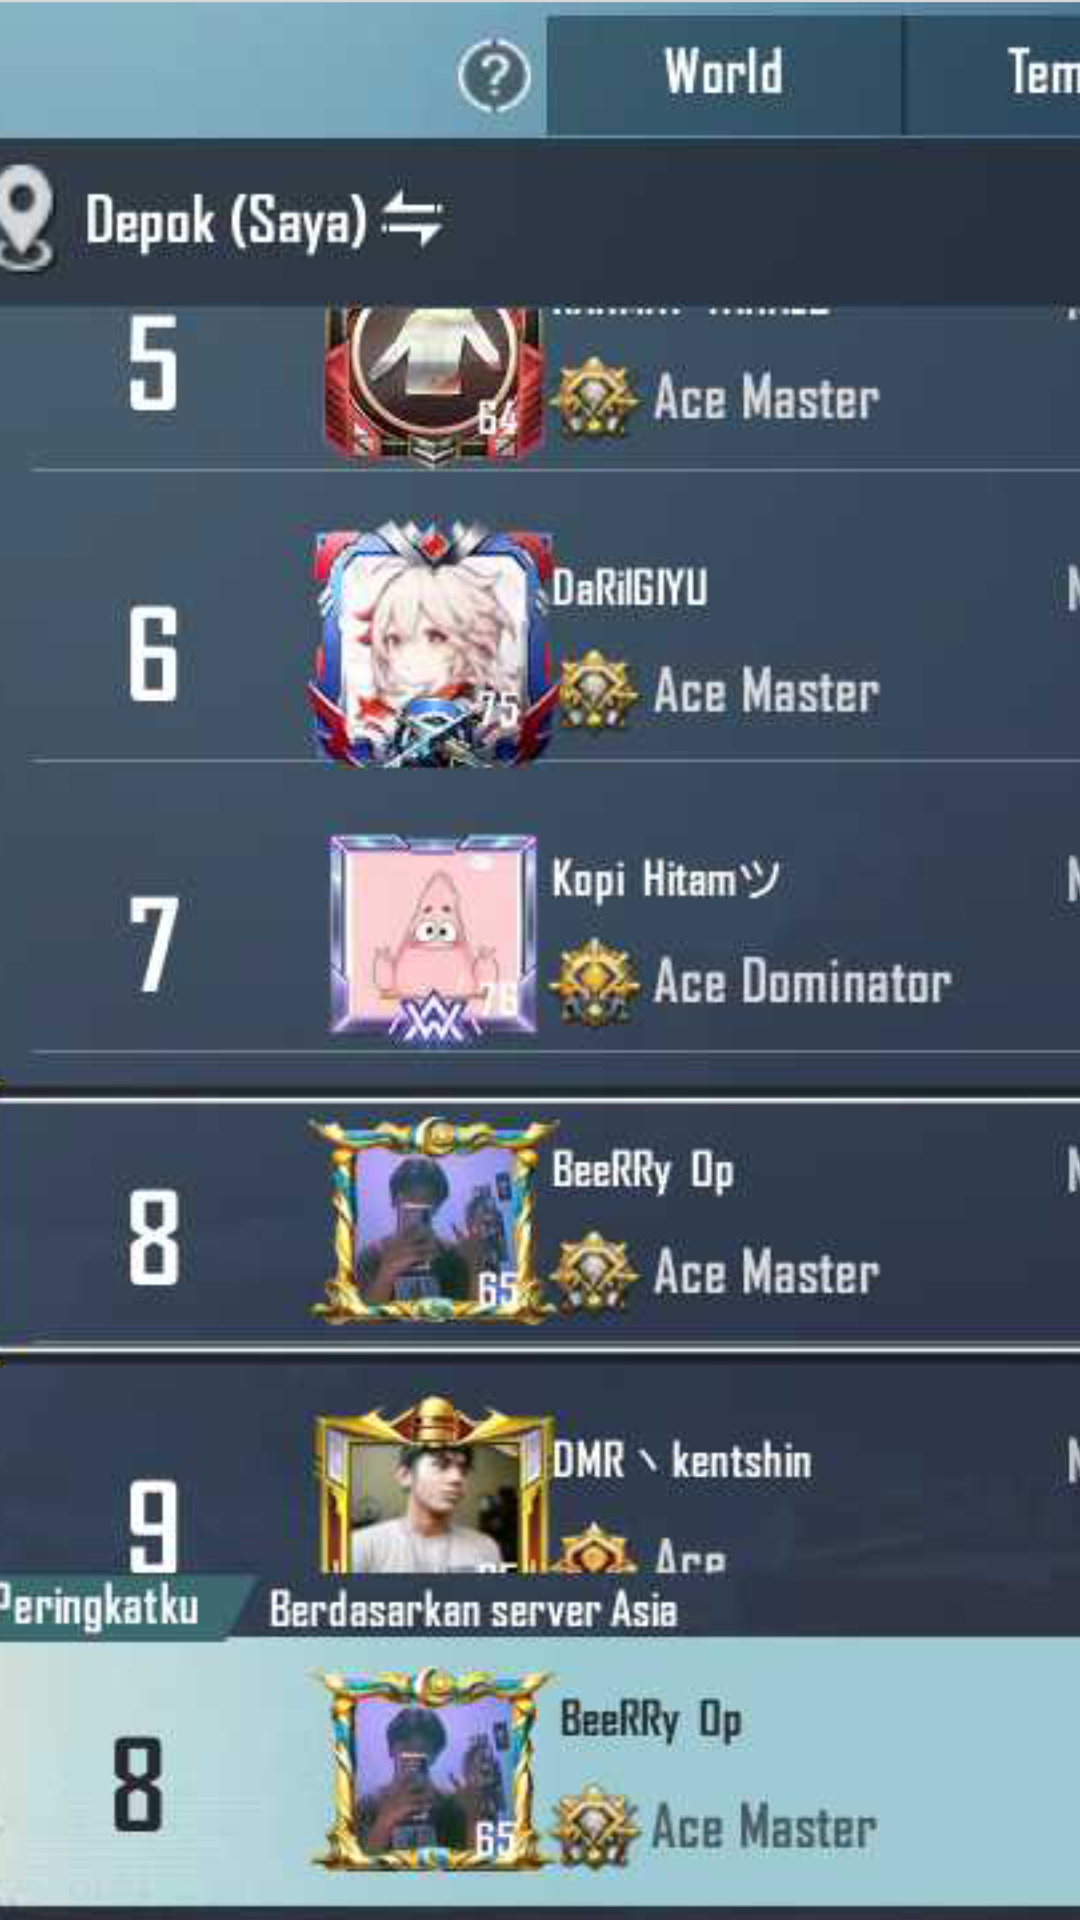 World
Depok (Saya)
5
64
Ace Master
6
DaRilGIYU
75
Ace Master
7
Kopi Hitamツ
76
Ace Dominator
8
BeeRRy Op
65
Ace Master
9
DMR丶kentshin
Ace
Peringkatku
Berdasarkan server Asia
8
BeeRRy Op
65
Ace Master